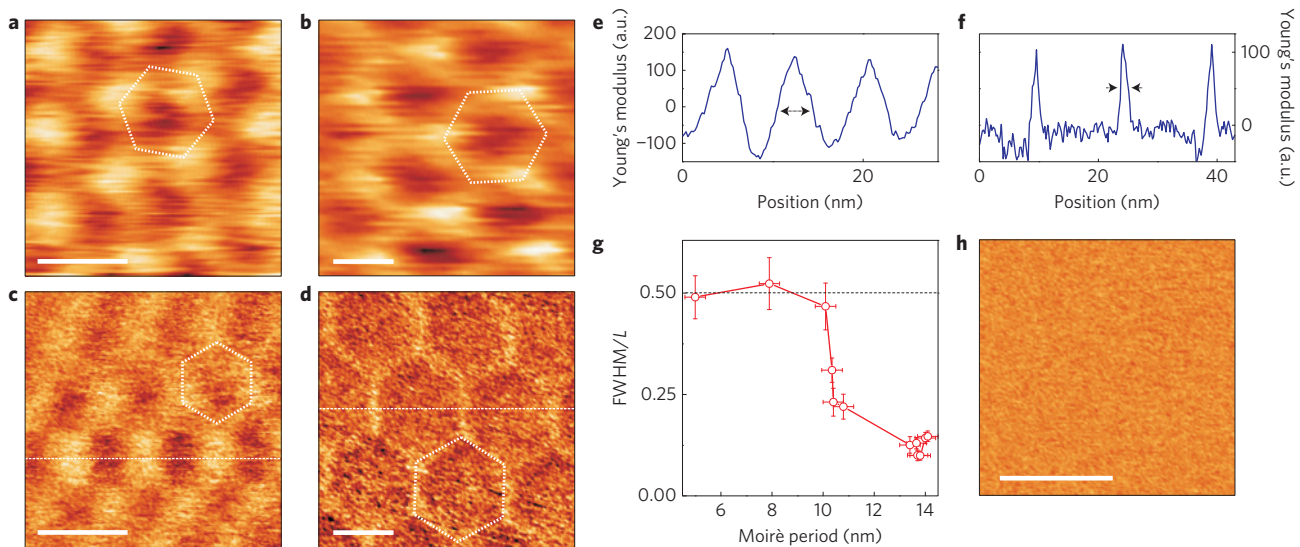 a
b
e
f
Young's modulus (a.u.)
200
100
0
−100
0
20
Position (nm)
100
0
Young's modulus (a.u.)
0
20
40
Position (nm)
c
d
g
h
FWHM/L
0.50
0.25
0.00
6
8
10
12
14
Moirè period (nm)